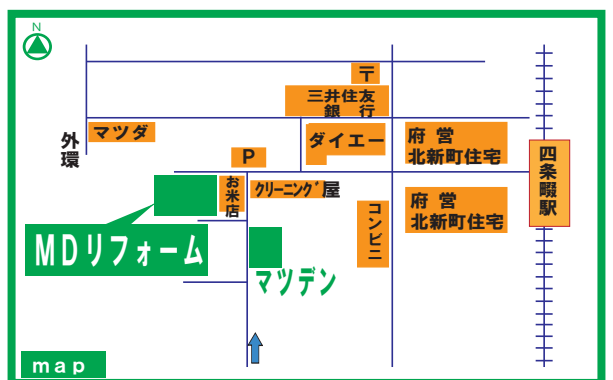 N
〒
三井住友
銀　行
外環
マツダ
ダイエー
府 営
北新町住宅
P
四条畷駅
お米店
クリーニング屋
府 営
北新町住宅
コンビニ
MDリフォーム
マツデン
map